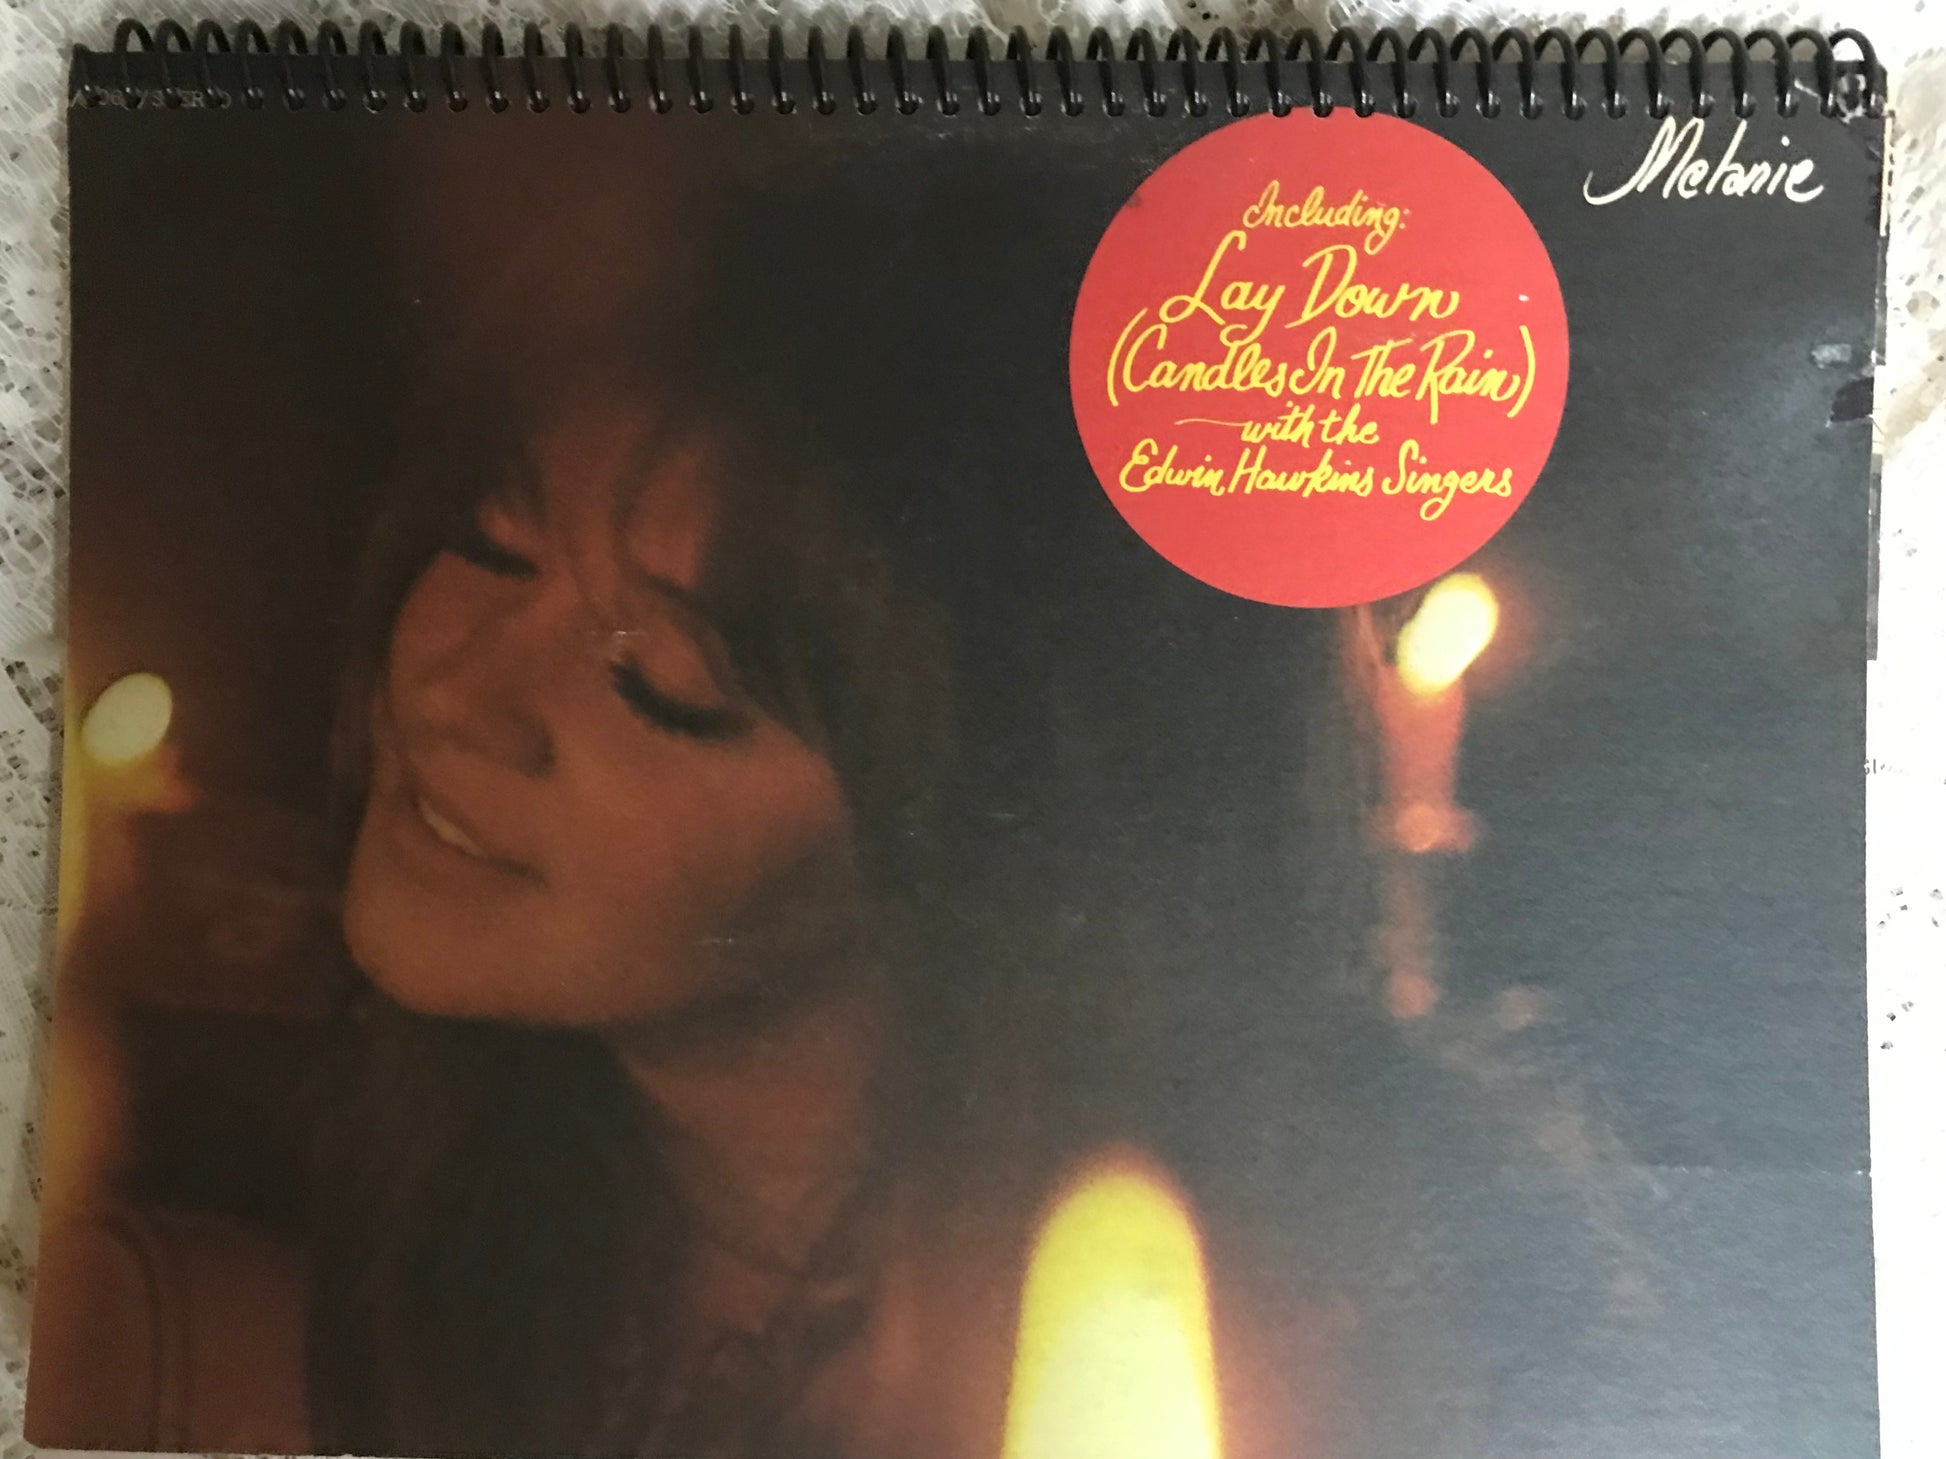 Melanie
Including:
Lay Down
(Candles In The Rain)
with the
Edwin Hawkins Singers